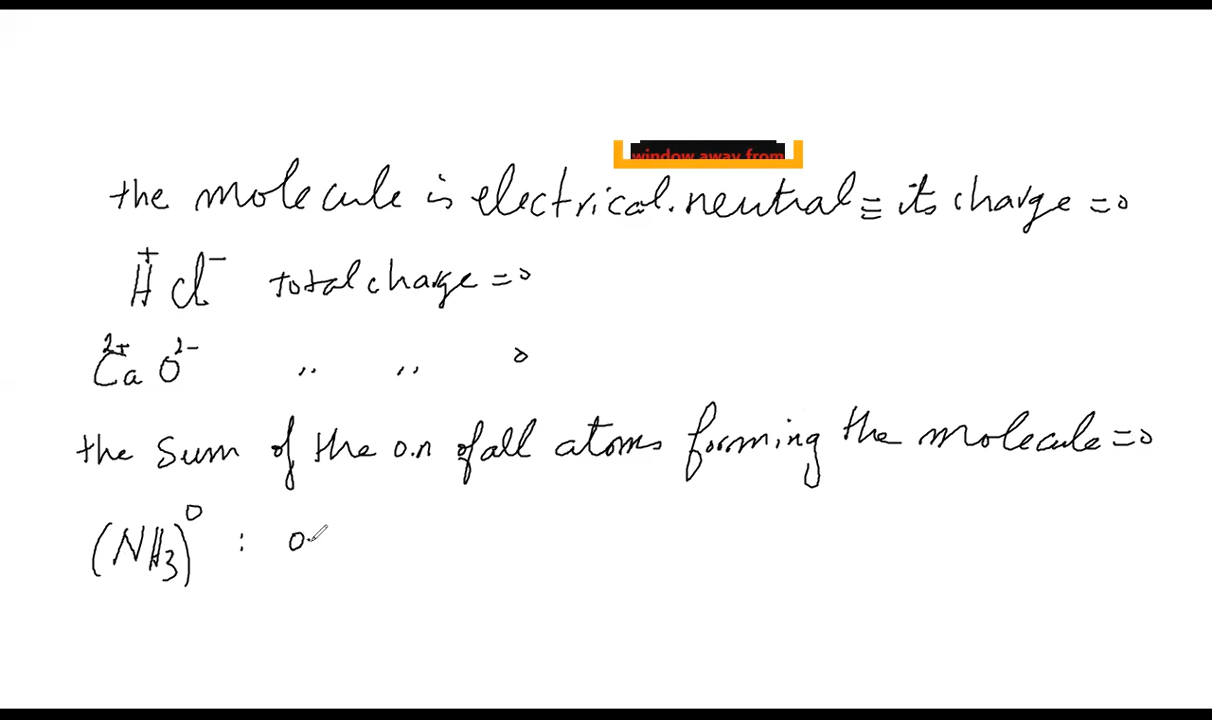 window away from
the molecule is electrical.neutral ≡ its charge = 0
H⁺ Cl⁻ total charge = 0
Ca²⁺ O²⁻ ,, ,, 0
the sum of the o.n of all atoms forming the molecule = 0
(NH₃)⁰ : 0.